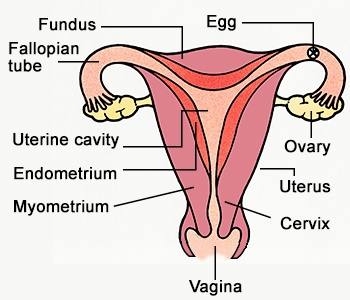 Fundus
Egg
Fallopian
tube
Uterine cavity
Ovary
Endometrium
Uterus
Myometrium
Cervix
Vagina